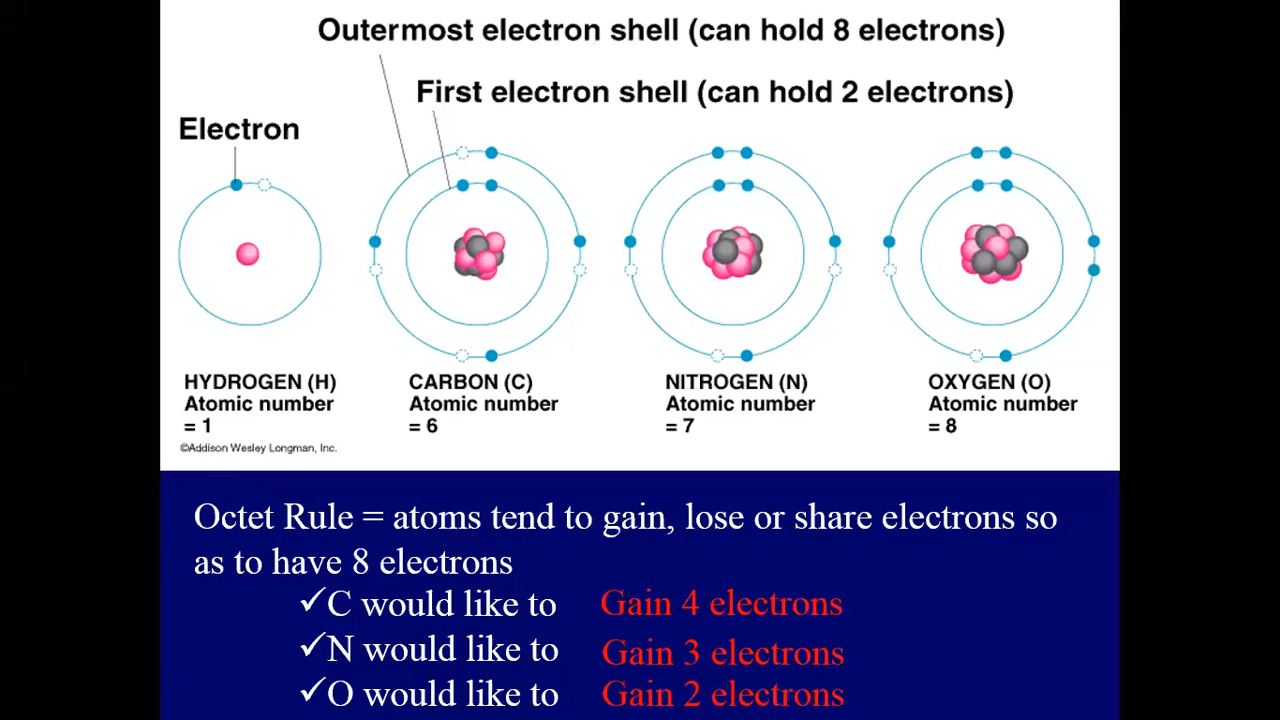 Outermost electron shell (can hold 8 electrons)
First electron shell (can hold 2 electrons)
Electron
HYDROGEN (H)
Atomic number
= 1
CARBON (C)
Atomic number
= 6
NITROGEN (N)
Atomic number
= 7
OXYGEN (O)
Atomic number
= 8
©Addison Wesley Longman, Inc.
Octet Rule = atoms tend to gain, lose or share electrons so
as to have 8 electrons
✓C would like to Gain 4 electrons
✓N would like to Gain 3 electrons
✓O would like to Gain 2 electrons